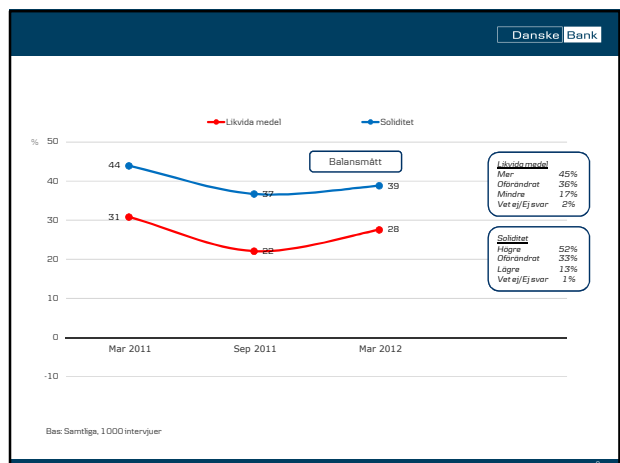 Danske Bank
Likvida medel
Soliditet
%
50
40
30
20
10
0
-10
Balansmått
44
37
39
31
22
28
Mar 2011
Sep 2011
Mar 2012
Likvida medel
Mer 45%
Oförändrat 36%
Mindre 17%
Vet ej/Ej svar 2%
Soliditet
Högre 52%
Oförändrat 33%
Lägre 13%
Vet ej/Ej svar 1%
Bas: Samtliga, 1000 intervjuer